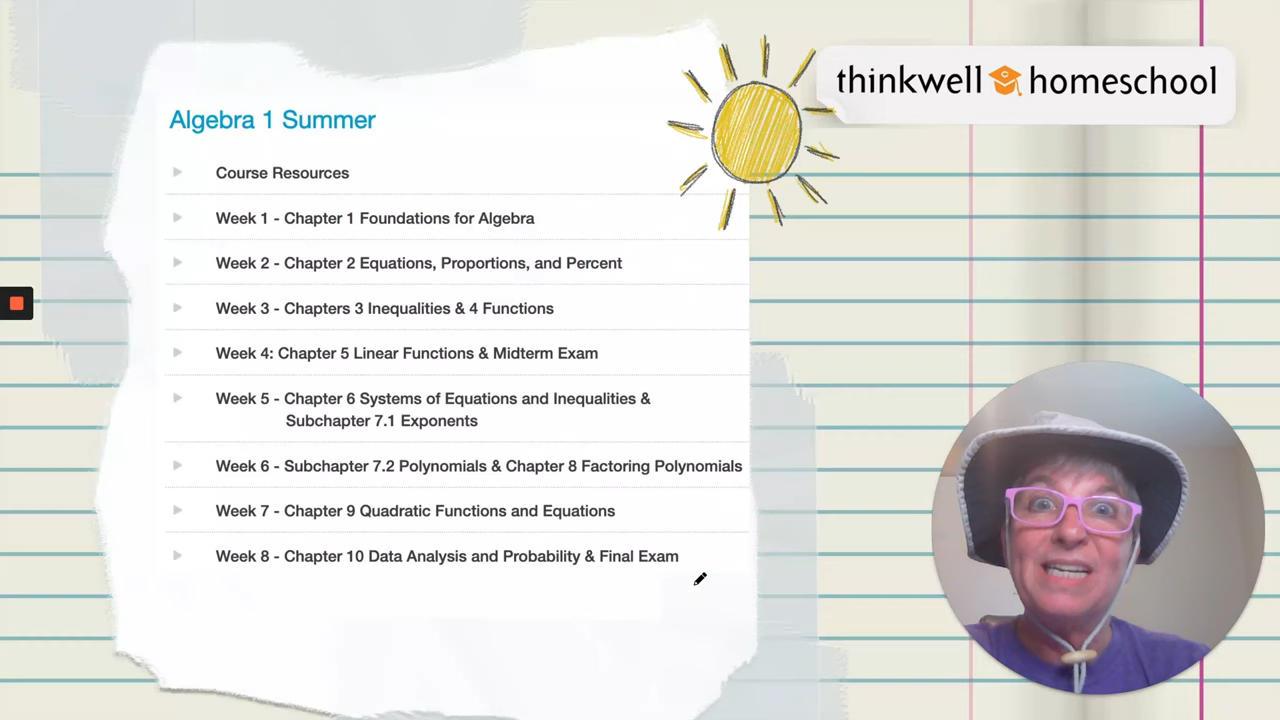 thinkwell homeschool
Algebra 1 Summer
Course Resources
Week 1 - Chapter 1 Foundations for Algebra
Week 2 - Chapter 2 Equations, Proportions, and Percent
Week 3 - Chapters 3 Inequalities & 4 Functions
Week 4: Chapter 5 Linear Functions & Midterm Exam
Week 5 - Chapter 6 Systems of Equations and Inequalities &
Subchapter 7.1 Exponents
Week 6 - Subchapter 7.2 Polynomials & Chapter 8 Factoring Polynomials
Week 7 - Chapter 9 Quadratic Functions and Equations
Week 8 - Chapter 10 Data Analysis and Probability & Final Exam